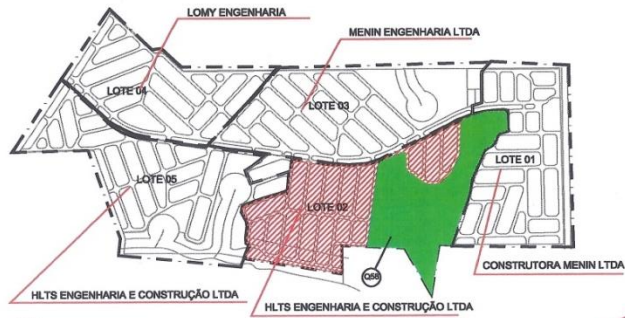 LOMY ENGENHARIA
MENIN ENGENHARIA LTDA
LOTE 04
LOTE 03
LOTE 01
LOTE 05
LOTE 02
Q58
CONSTRUTORA MENIN LTDA
HLTS ENGENHARIA E CONSTRUÇÃO LTDA
HLTS ENGENHARIA E CONSTRUÇÃO LTDA